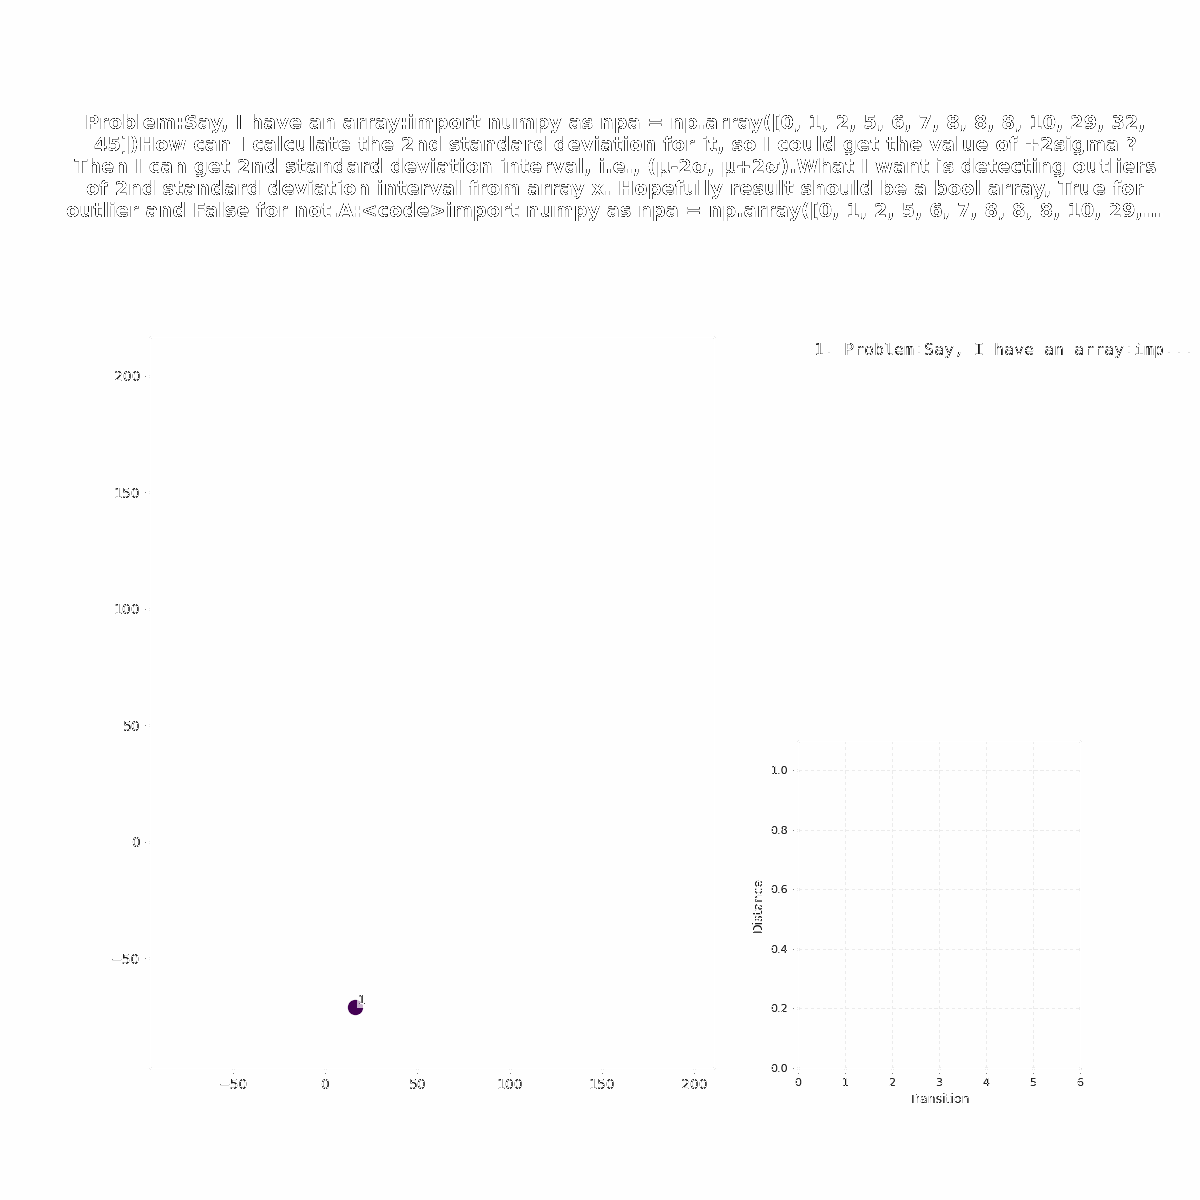 Problem:Say, I have an array:import numpy as npa = np.array([0, 1, 2, 5, 6, 7, 8, 8, 8, 10, 29, 32,
45])How can I calculate the 2nd standard deviation for it, so I could get the value of +2sigma ?
Then I can get 2nd standard deviation interval, i.e., (μ-2σ, μ+2σ).What I want is detecting outliers
of 2nd standard deviation interval from array x. Hopefully result should be a bool array, True for
outlier and False for not.A:<code>import numpy as npa = np.array([0, 1, 2, 5, 6, 7, 8, 8, 8, 10, 29,...
1. Problem:Say, I have an array:imp...
200
150
100
50
0
−50
1
−50 0 50 100 150 200
1.0
0.8
0.6
0.4
0.2
0.0
Distance
0 1 2 3 4 5 6
Transition